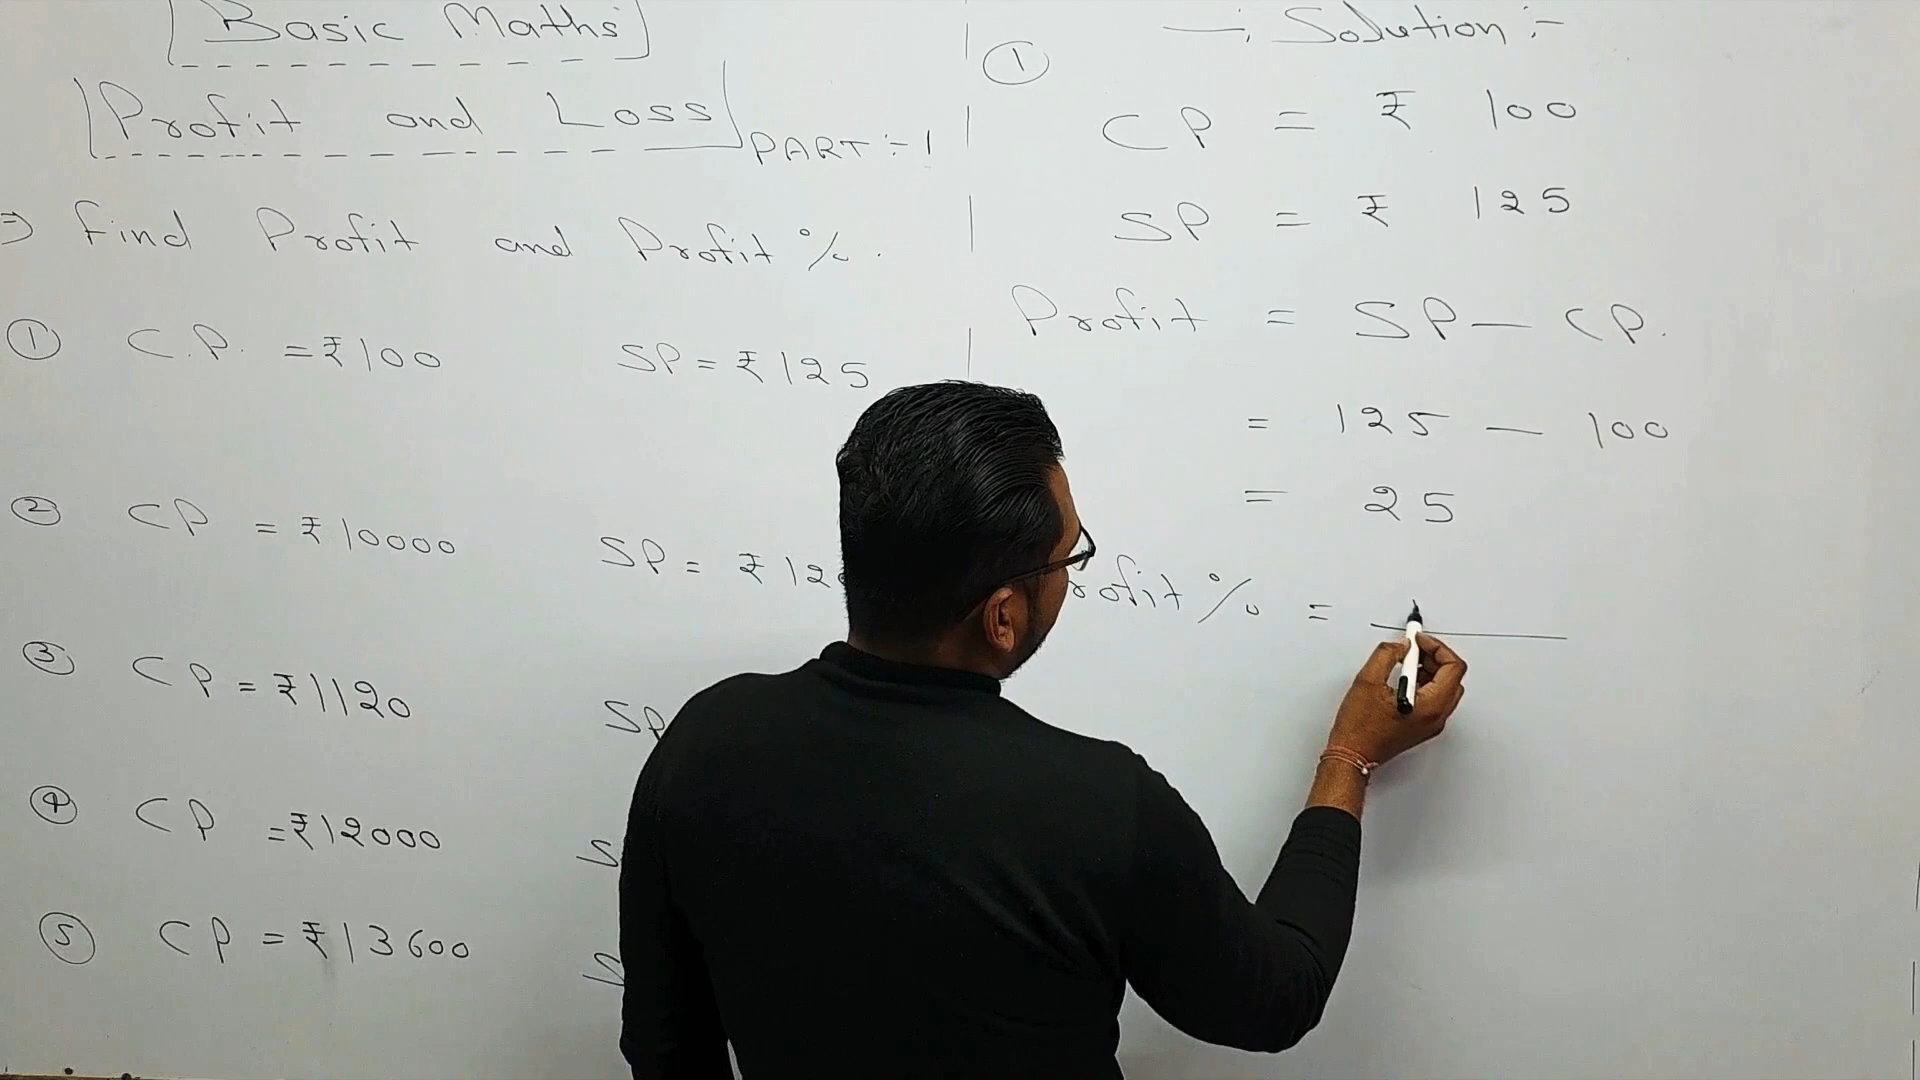 Basic Maths
Profit and Loss PART :- 1
⇒ Find Profit and Profit %.
① C.P. = ₹100 SP = ₹125
② CP = ₹10000 SP = ₹12
③ CP = ₹1120 SP
④ CP = ₹12000 S
⑤ CP = ₹13600 S
—: Solution :-
①
CP = ₹ 100
SP = ₹ 125
Profit = SP — CP.
= 125 — 100
= 25
rofit % =